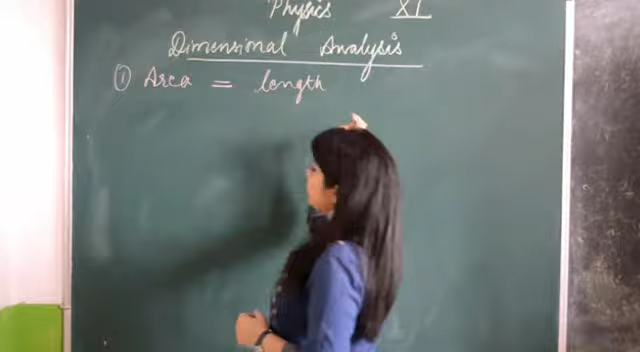 Physics XI
Dimensional Analysis
① Area = length